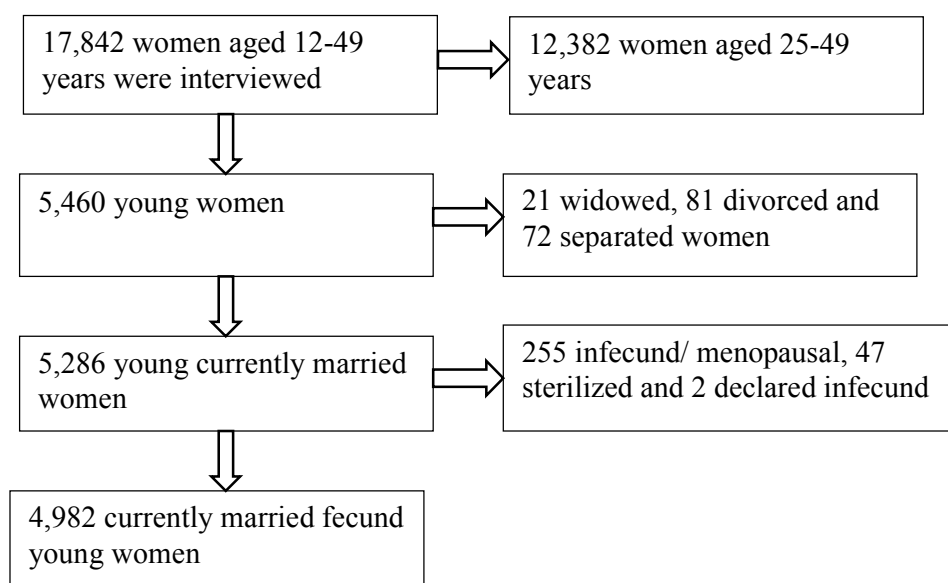 17,842 women aged 12-49
years were interviewed
12,382 women aged 25-49
years
5,460 young women
21 widowed, 81 divorced and
72 separated women
5,286 young currently married
women
255 infecund/ menopausal, 47
sterilized and 2 declared infecund
4,982 currently married fecund
young women